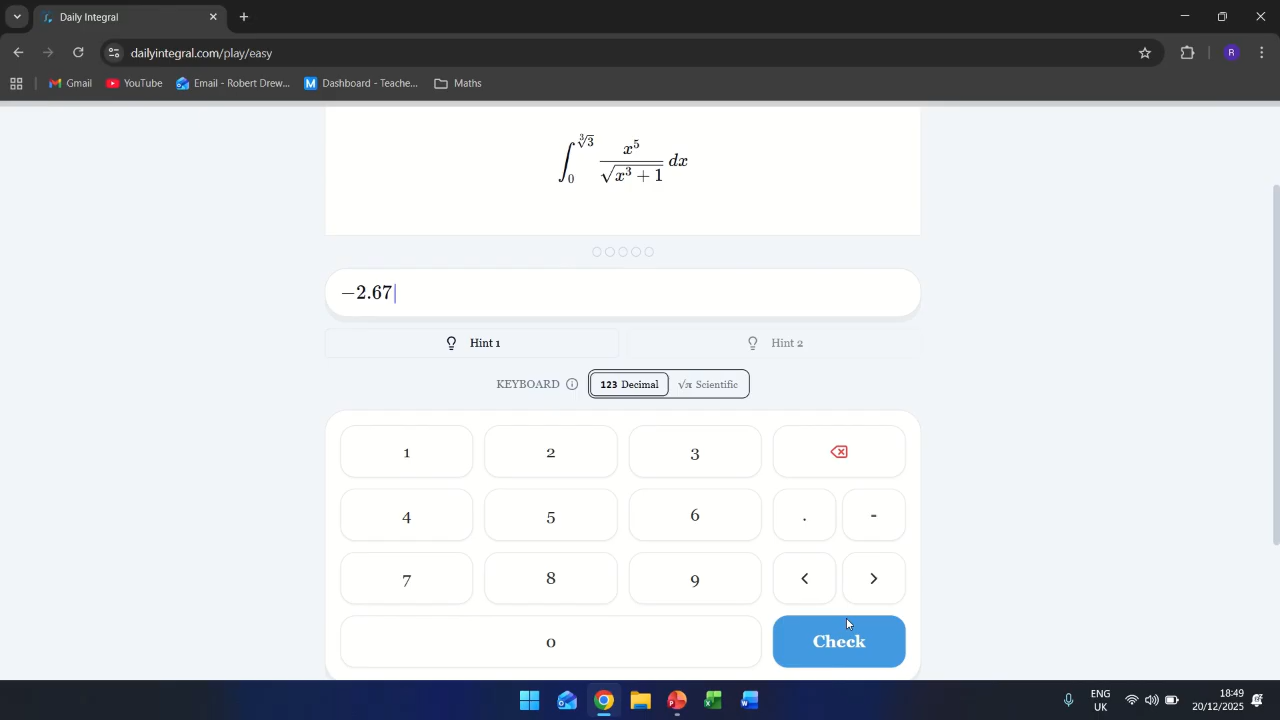 Daily Integral
dailyintegral.com/play/easy
R
Gmail
YouTube
Email - Robert Drew...
Dashboard - Teache...
Maths
∫₀^∛3 x⁵/√(x³ + 1) dx
−2.67
Hint 1
Hint 2
KEYBOARD
123 Decimal
√π Scientific
1 2 3
4 5 6 . -
7 8 9 < >
0 Check
ENG
UK
18:49
20/12/2025